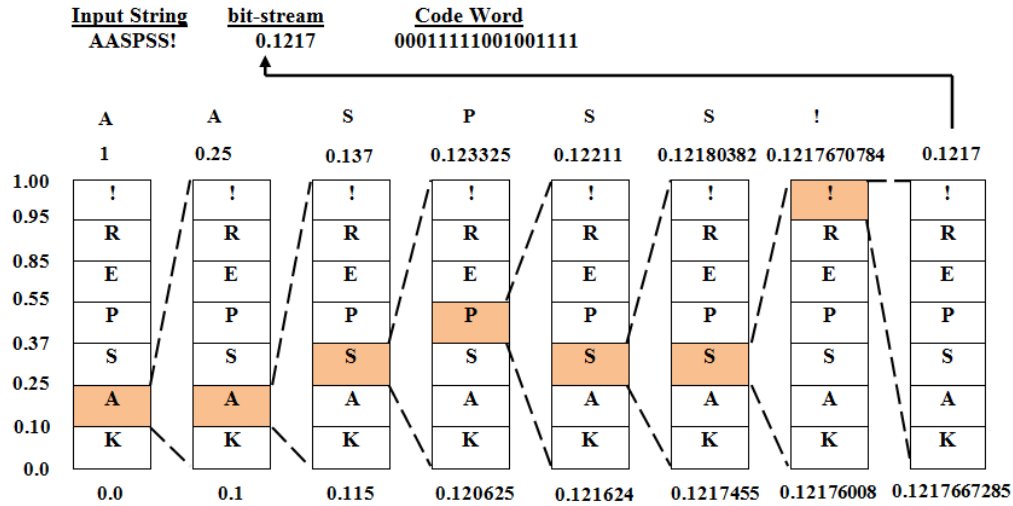 Input String bit-stream Code Word
AASPSS! 0.1217 00011111001001111
A A S P S S !
1 0.25 0.137 0.123325 0.12211 0.12180382 0.1217670784 0.1217
1.00
! ! ! ! ! ! ! !
0.95
R R R R R R R R
0.85
E E E E E E E E
0.55
P P P P P P P P
0.37
S S S S S S S S
0.25
A A A A A A A A
0.10
K K K K K K K K
0.0
0.0 0.1 0.115 0.120625 0.121624 0.1217455 0.12176008 0.1217667285